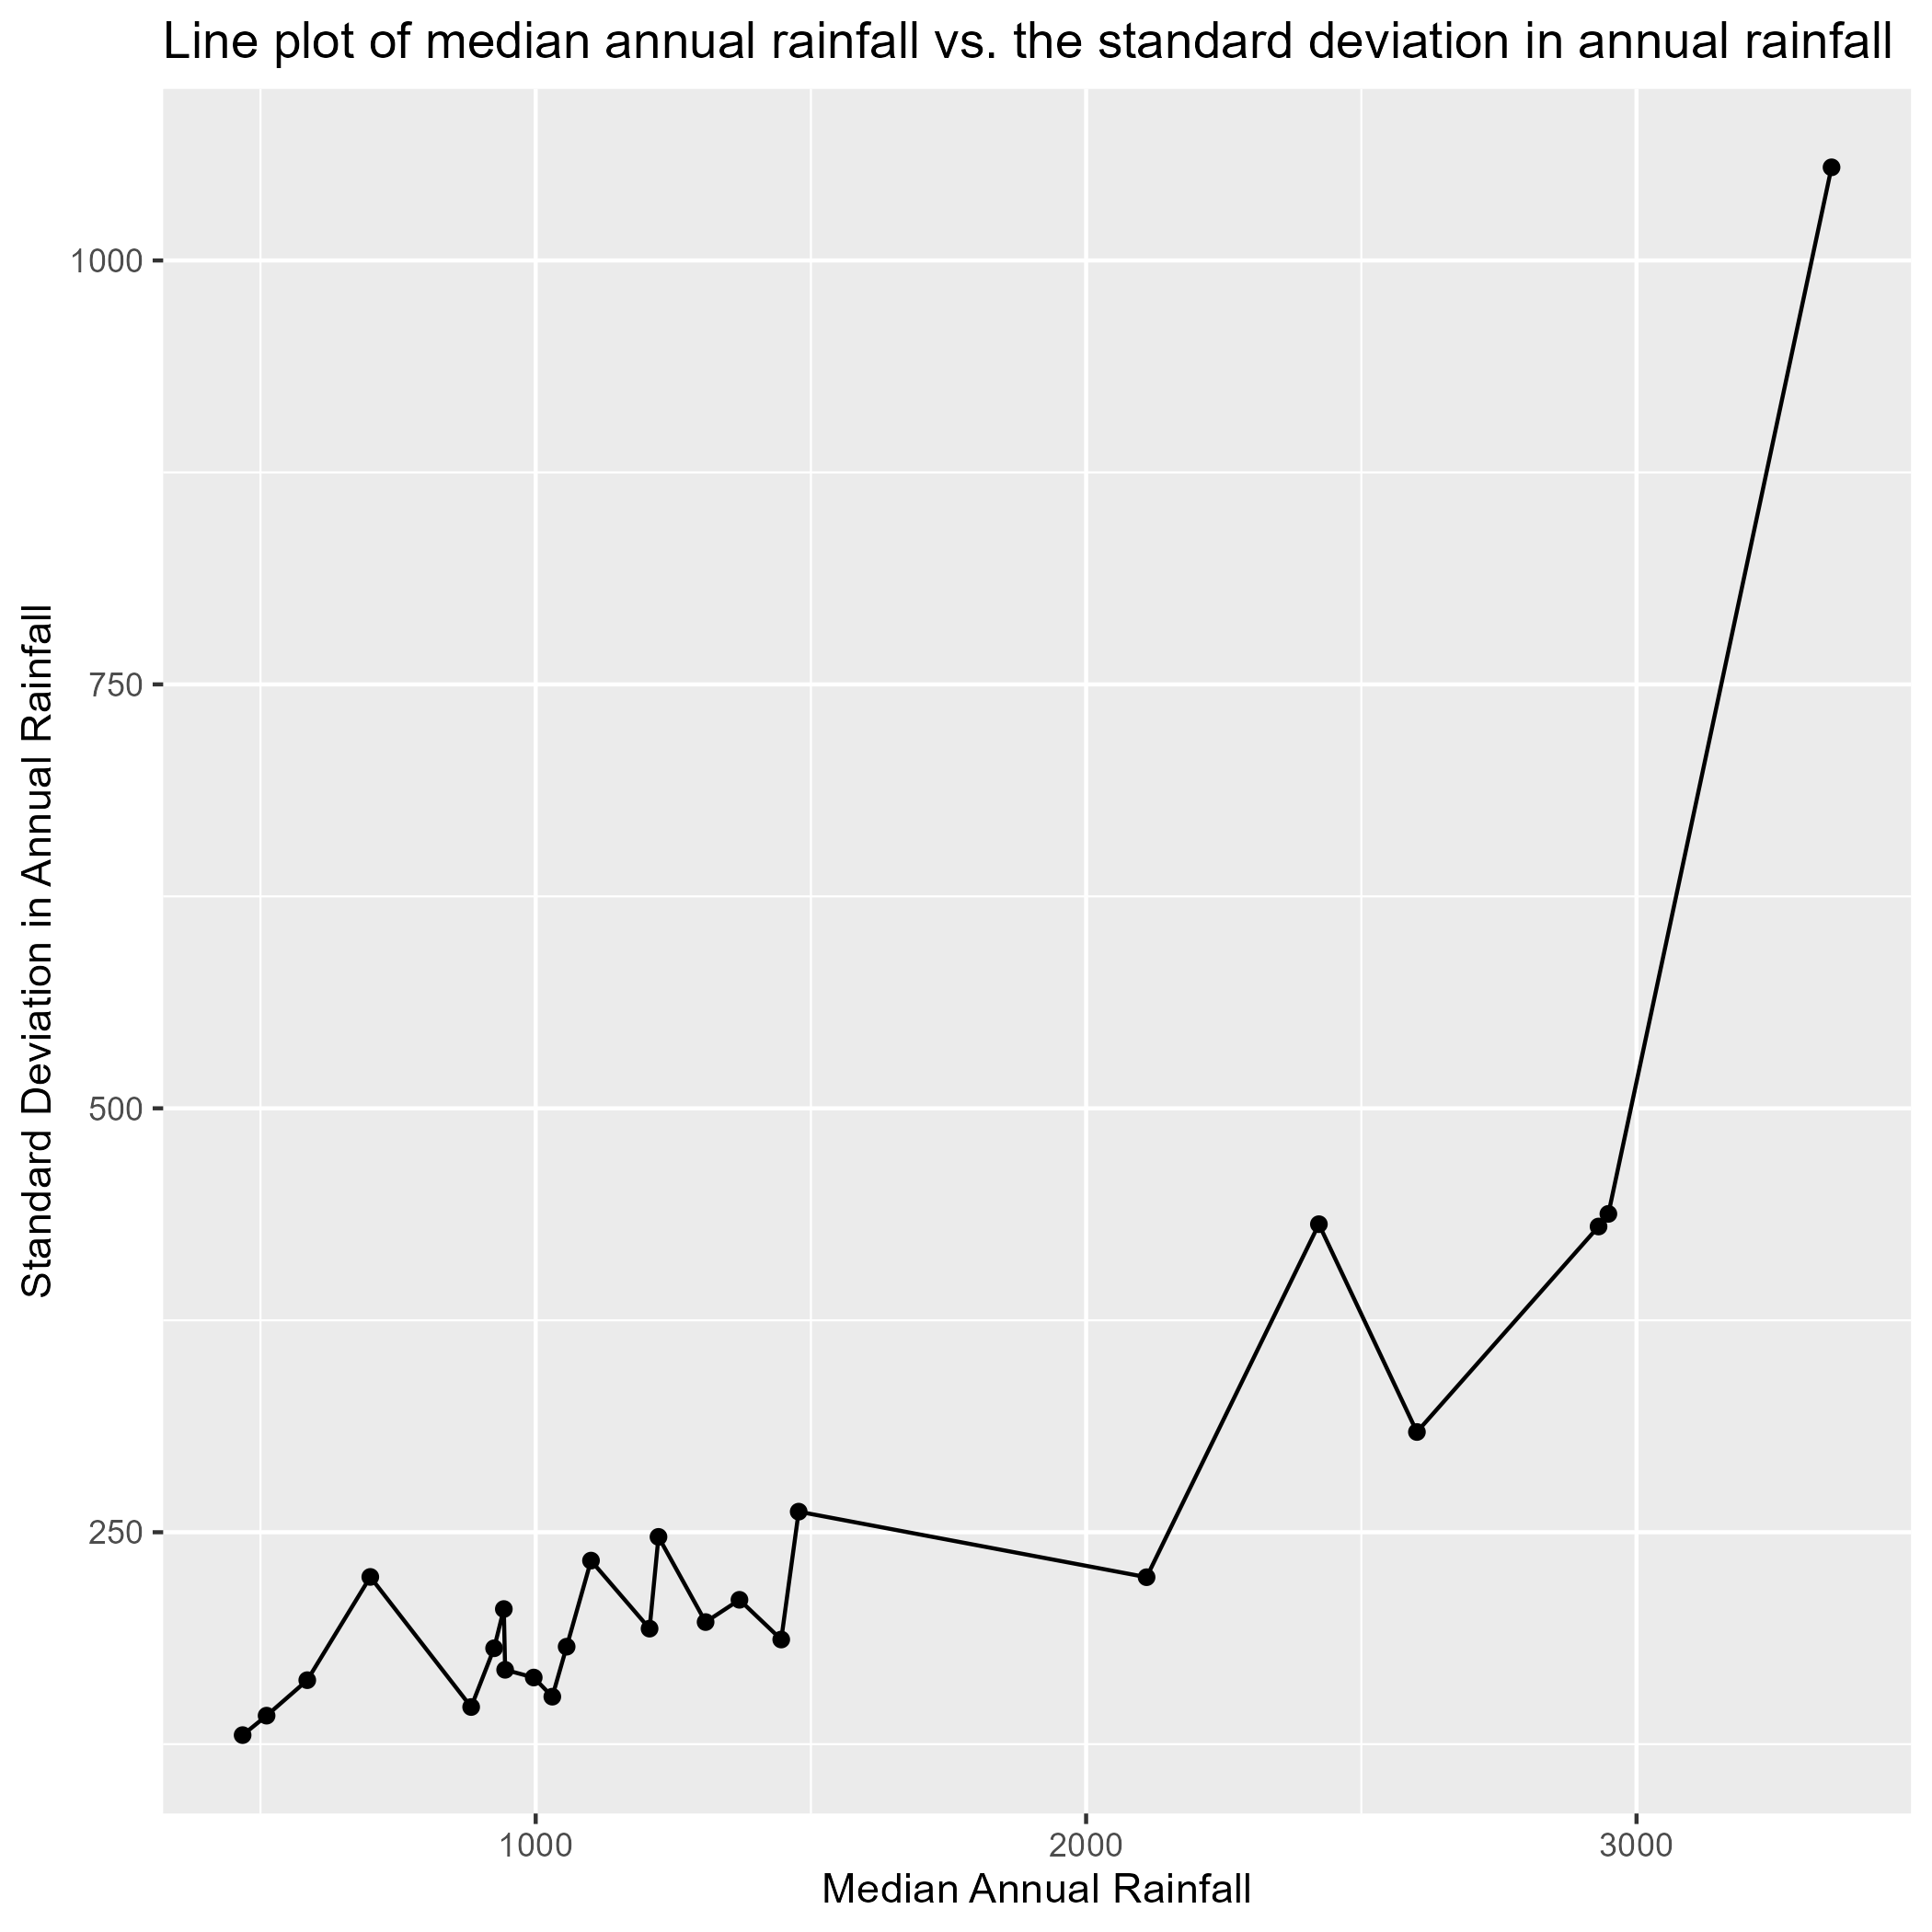 Line plot of median annual rainfall vs. the standard deviation in annual rainfall
Standard Deviation in Annual Rainfall
1000
750
500
250
1000
2000
3000
Median Annual Rainfall